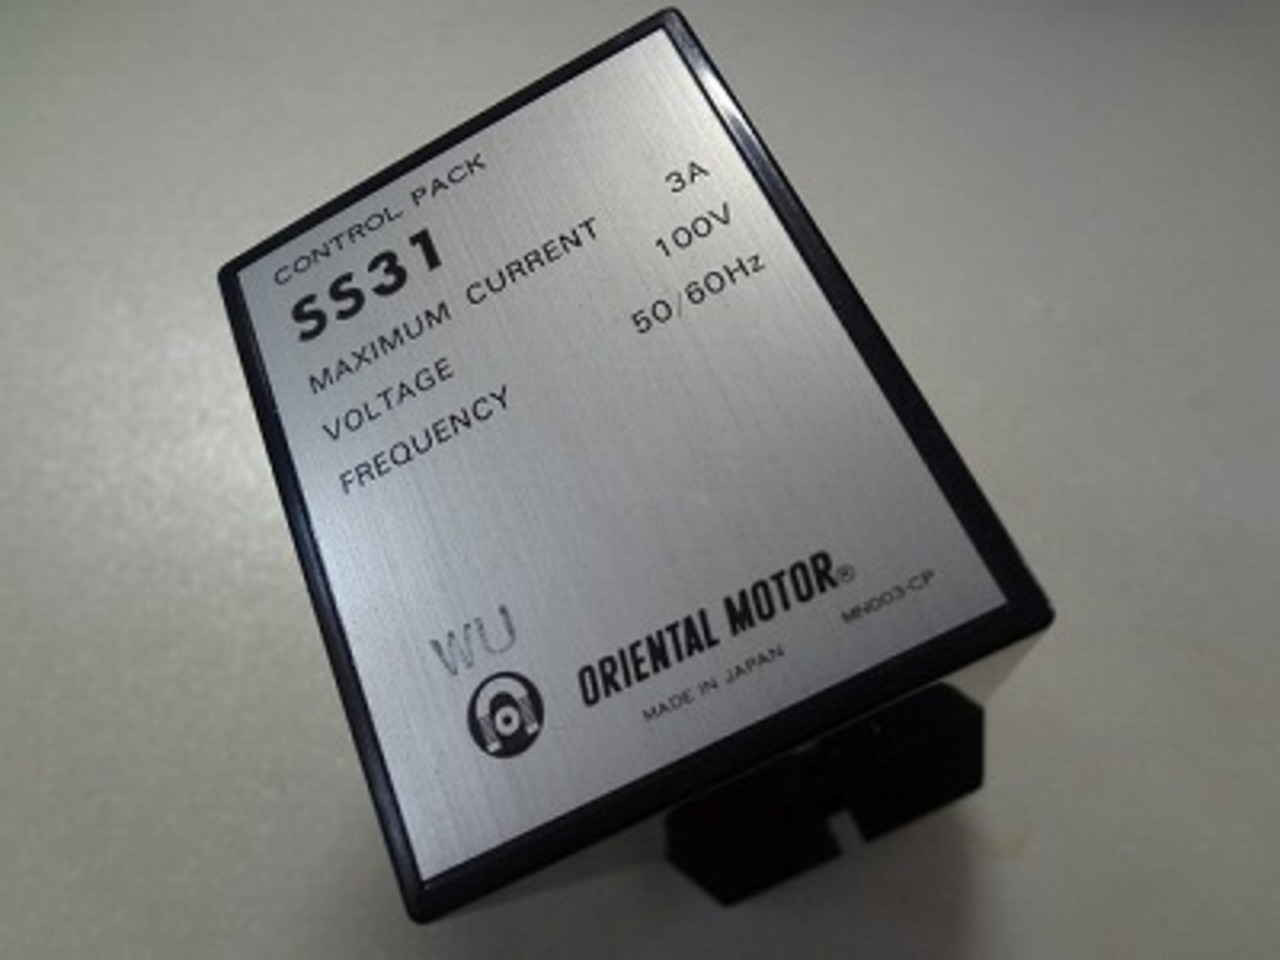 CONTROL PACK
SS31
MAXIMUM CURRENT 3A
VOLTAGE 100V
FREQUENCY 50/60Hz
WU
ORIENTAL MOTOR®
MADE IN JAPAN MN003-CP